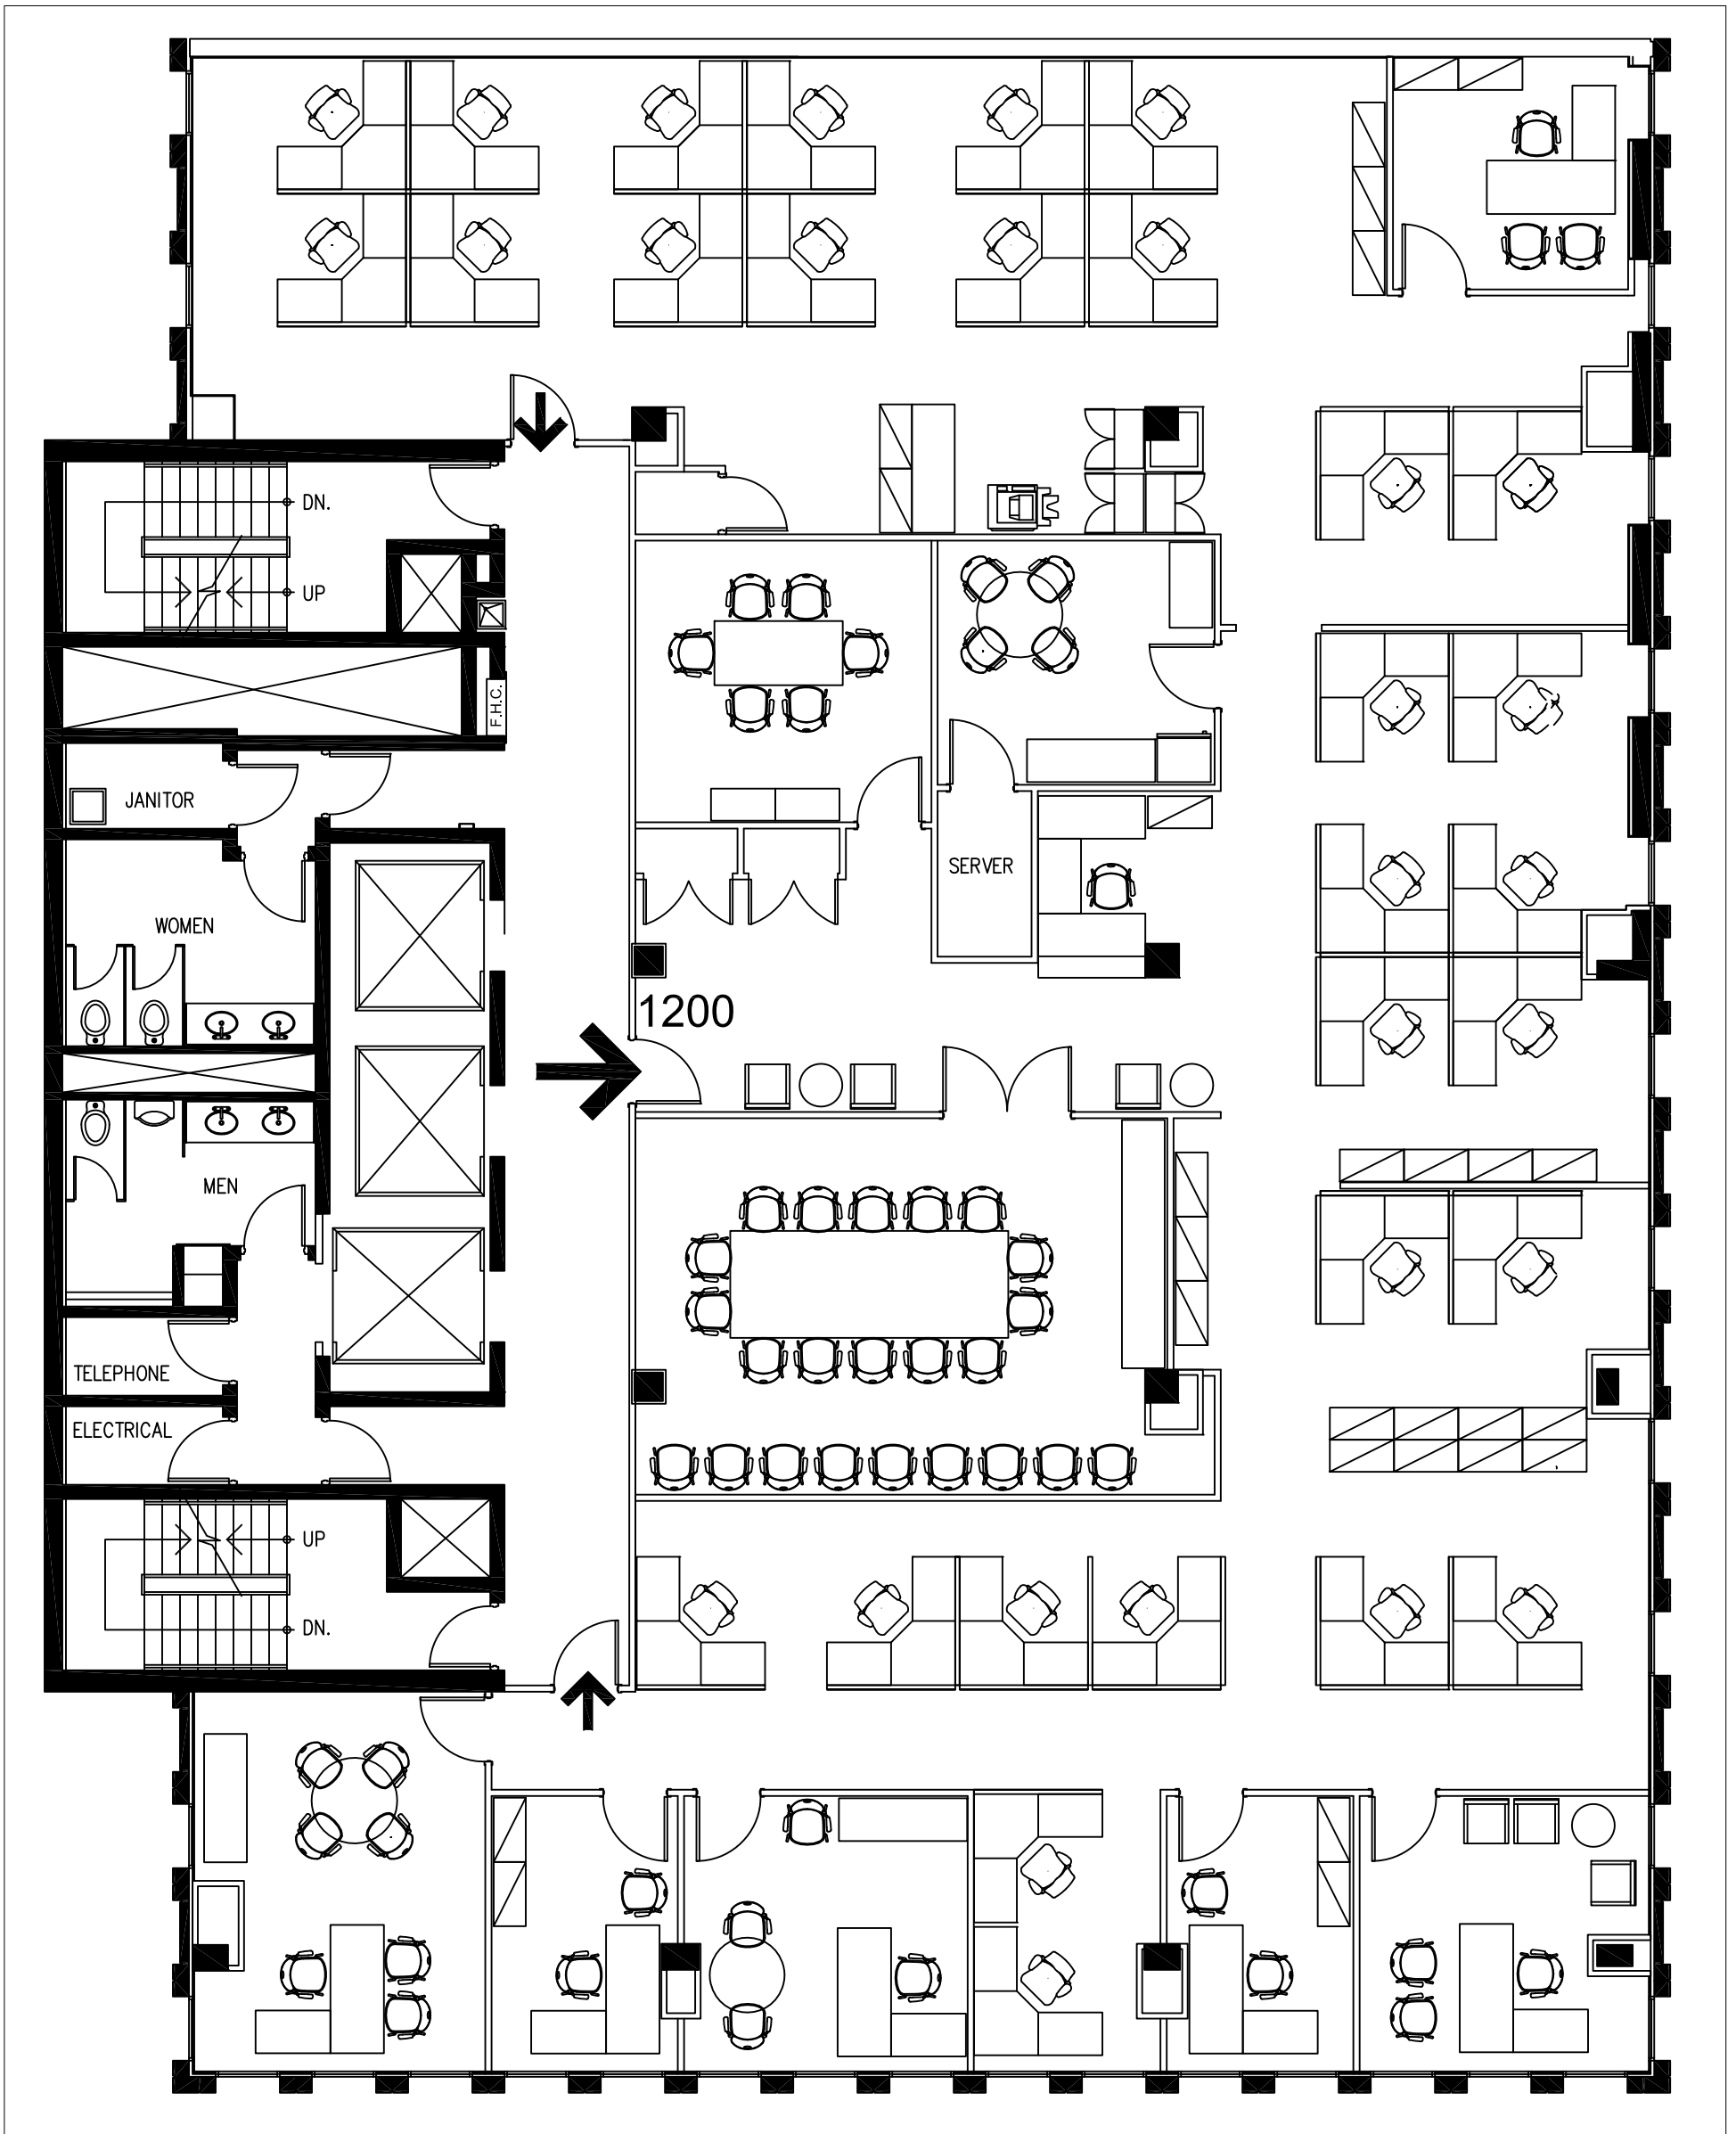 DN.
UP
F.H.C.
JANITOR
SERVER
WOMEN
1200
MEN
TELEPHONE
ELECTRICAL
UP
DN.